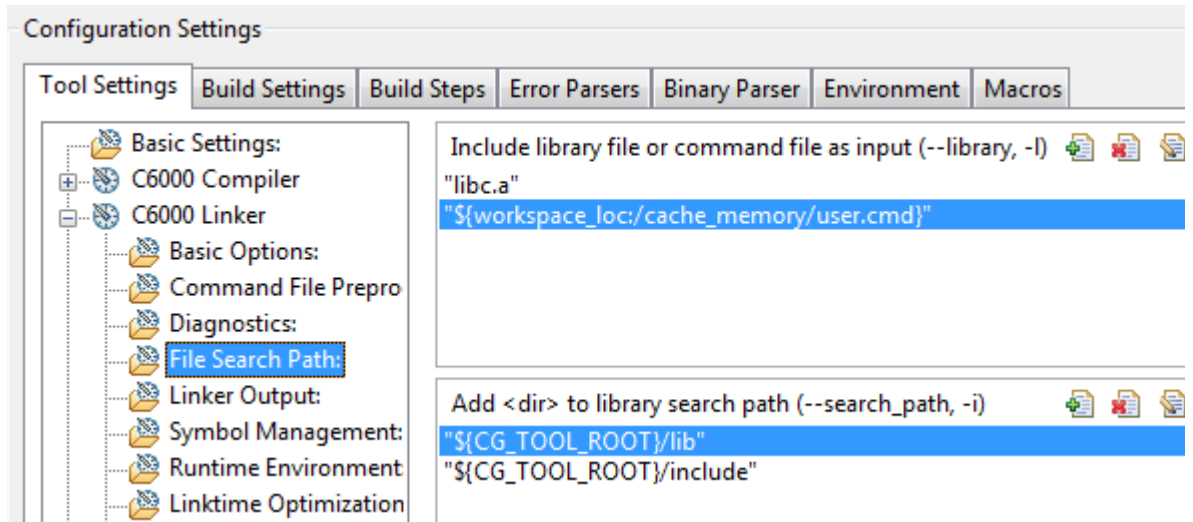 Configuration Settings
Tool Settings Build Settings Build Steps Error Parsers Binary Parser Environment Macros
Basic Settings:
C6000 Compiler
C6000 Linker
Basic Options:
Command File Prepro
Diagnostics:
File Search Path:
Linker Output:
Symbol Management:
Runtime Environment
Linktime Optimization
Include library file or command file as input (--library, -l)
"libc.a"
"${workspace_loc:/cache_memory/user.cmd}"
Add <dir> to library search path (--search_path, -i)
"${CG_TOOL_ROOT}/lib"
"${CG_TOOL_ROOT}/include"